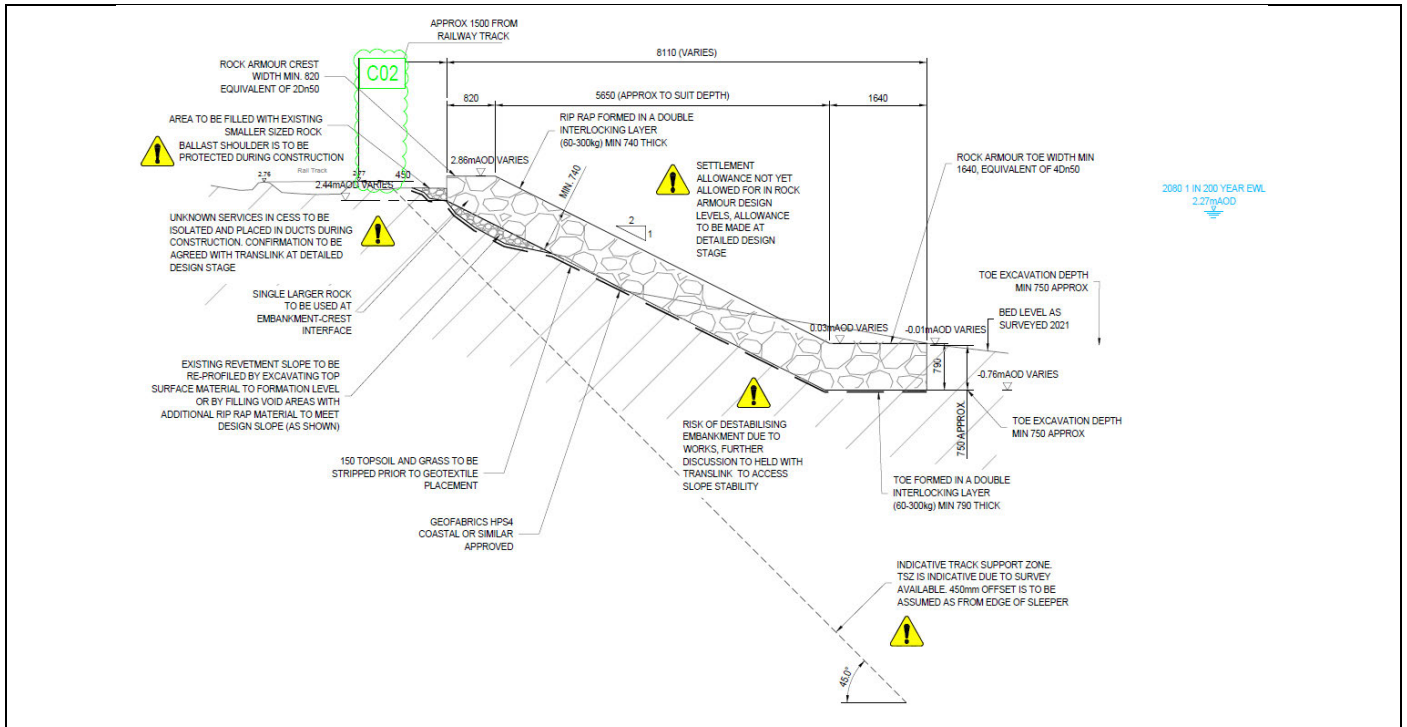 APPROX 1500 FROM
RAILWAY TRACK
8110 (VARIES)
ROCK ARMOUR CREST
WIDTH MIN. 820
EQUIVALENT OF 2Dn50
C02
820
5650 (APPROX TO SUIT DEPTH)
1640
AREA TO BE FILLED WITH EXISTING
SMALLER SIZED ROCK
RIP RAP FORMED IN A DOUBLE
INTERLOCKING LAYER
(60-300kg) MIN 740 THICK
BALLAST SHOULDER IS TO BE
PROTECTED DURING CONSTRUCTION
Rail Track
2.76
2.77
450
2.44mAOD VARIES
2.86mAOD VARIES
MIN. 740
SETTLEMENT
ALLOWANCE NOT YET
ALLOWED FOR IN ROCK
ARMOUR DESIGN
LEVELS, ALLOWANCE
TO BE MADE AT
DETAILED DESIGN
STAGE
2
1
ROCK ARMOUR TOE WIDTH MIN
1640, EQUIVALENT OF 4Dn50
2080 1 IN 200 YEAR EWL
2.27mAOD
UNKNOWN SERVICES IN CESS TO BE
ISOLATED AND PLACED IN DUCTS DURING
CONSTRUCTION. CONFIRMATION TO BE
AGREED WITH TRANSLINK AT DETAILED
DESIGN STAGE
TOE EXCAVATION DEPTH
MIN 750 APPROX
SINGLE LARGER ROCK
TO BE USED AT
EMBANKMENT-CREST
INTERFACE
BED LEVEL AS
SURVEYED 2021
0.03mAOD VARIES
-0.01mAOD VARIES
790
-0.76mAOD VARIES
750 APPROX.
EXISTING REVETMENT SLOPE TO BE
RE-PROFILED BY EXCAVATING TOP
SURFACE MATERIAL TO FORMATION LEVEL
OR BY FILLING VOID AREAS WITH
ADDITIONAL RIP RAP MATERIAL TO MEET
DESIGN SLOPE (AS SHOWN)
RISK OF DESTABILISING
EMBANKMENT DUE TO
WORKS, FURTHER
DISCUSSION TO HELD WITH
TRANSLINK TO ACCESS
SLOPE STABILITY
TOE EXCAVATION DEPTH
MIN 750 APPROX
150 TOPSOIL AND GRASS TO BE
STRIPPED PRIOR TO GEOTEXTILE
PLACEMENT
TOE FORMED IN A DOUBLE
INTERLOCKING LAYER
(60-300kg) MIN 790 THICK
GEOFABRICS HPS4
COASTAL OR SIMILAR
APPROVED
INDICATIVE TRACK SUPPORT ZONE.
TSZ IS INDICATIVE DUE TO SURVEY
AVAILABLE. 450mm OFFSET IS TO BE
ASSUMED AS FROM EDGE OF SLEEPER
45.0°